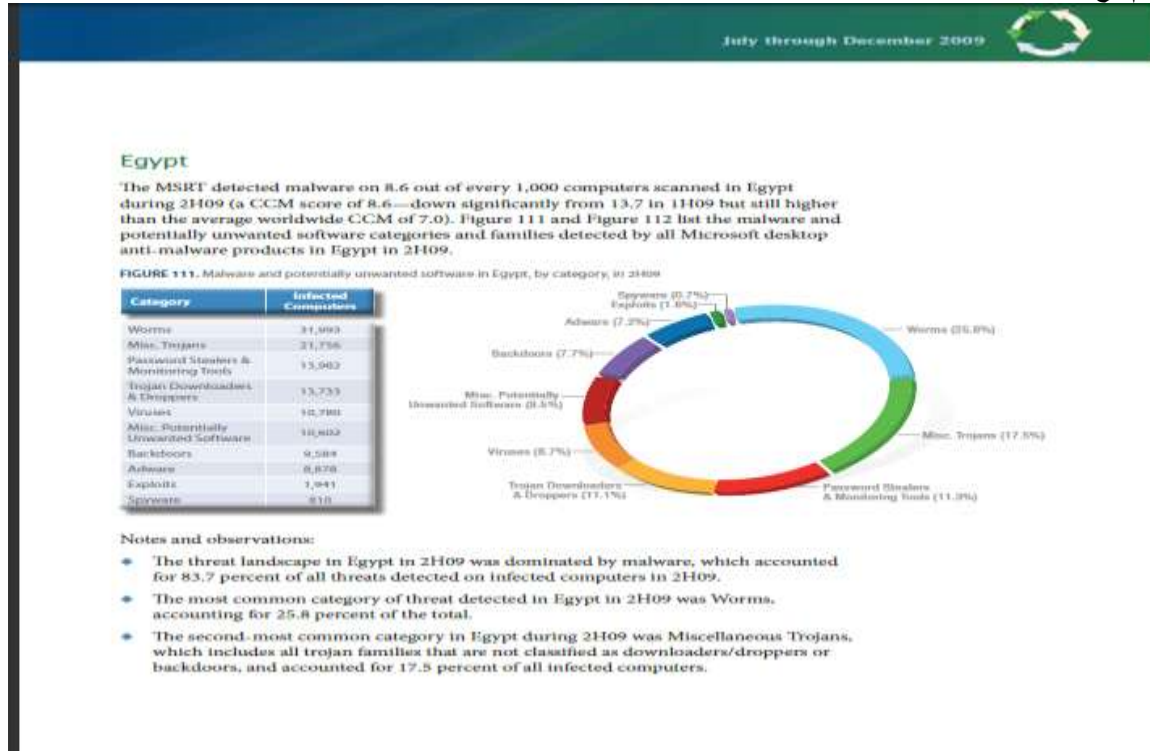 July through December 2009
Egypt
The MSRT detected malware on 8.6 out of every 1,000 computers scanned in Egypt
during 2H09 (a CCM score of 8.6—down significantly from 13.7 in 1H09 but still higher
than the average worldwide CCM of 7.0). Figure 111 and Figure 112 list the malware and
potentially unwanted software categories and families detected by all Microsoft desktop
anti-malware products in Egypt in 2H09.
FIGURE 111. Malware and potentially unwanted software in Egypt, by category, in 2H09
Category
Infected
Computers
Worms 31,993
Misc. Trojans 21,756
Password Stealers &
Monitoring Tools
Trojan Downloaders
& Droppers
13,733
Viruses 10,780
Misc. Potentially
Unwanted Software
10,602
Backdoors 9,584
Adware 8,878
Exploits 1,941
Spyware 810
Spyware (0.7%)
Exploits (1.6%)
Adware (7.2%)
Backdoors (7.7%)
Misc. Potentially
Unwanted Software (8.5%)
Viruses (8.7%)
Trojan Downloaders
& Droppers (11.1%)
Worms (25.8%)
Misc. Trojans (17.5%)
Password Stealers
& Monitoring Tools (11.3%)
Notes and observations:
The threat landscape in Egypt in 2H09 was dominated by malware, which accounted
for 83.7 percent of all threats detected on infected computers in 2H09.
The most common category of threat detected in Egypt in 2H09 was Worms,
accounting for 25.8 percent of the total.
The second-most common category in Egypt during 2H09 was Miscellaneous Trojans,
which includes all trojan families that are not classified as downloaders/droppers or
backdoors, and accounted for 17.5 percent of all infected computers.